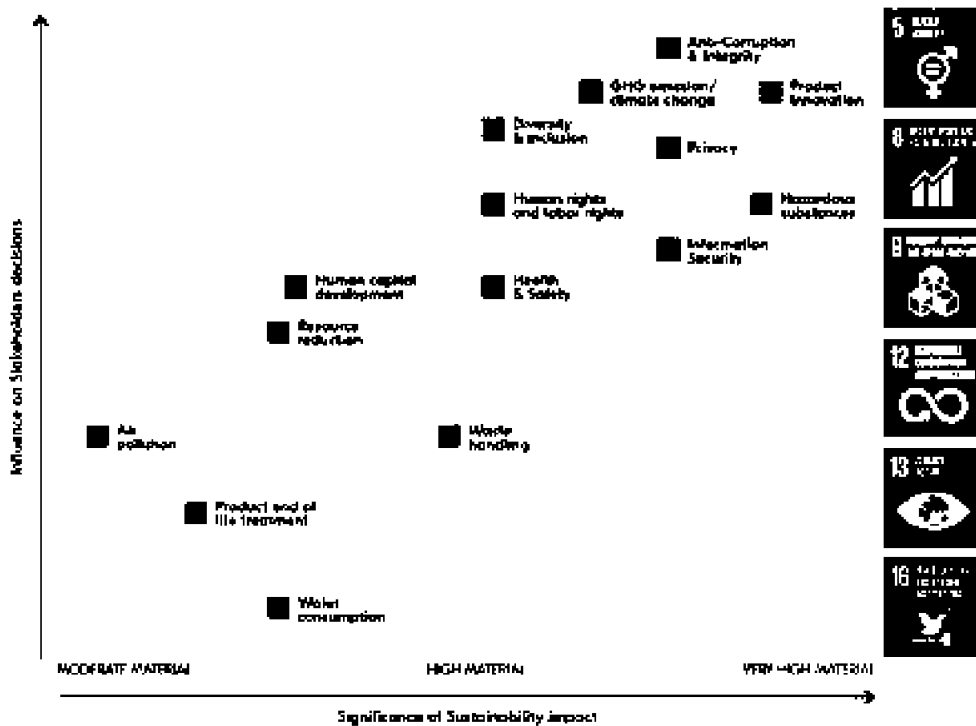 Influence on Stakeholders decisions
Anti-Corruption
& Integrity
GHG emission/
climate change
Product
Innovation
Diversity
& inclusion
Privacy
Human rights
and labor rights
Hazardous
substances
Information
Security
Human capital
development
Health
& Safety
Resource
reduction
Air
pollution
Waste
handling
Product end of
life treatment
Water
consumption
MODERATE MATERIAL
HIGH MATERIAL
VERY HIGH MATERIAL
Significance of Sustainability impact
5
8
9
12
13
16